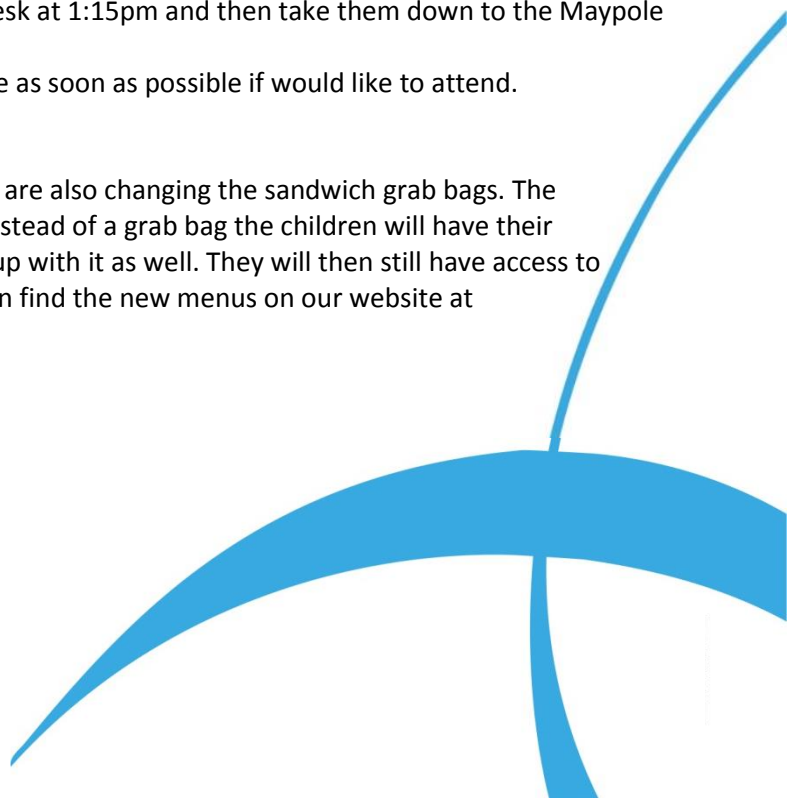 esk at 1:15pm and then take them down to the Maypole
e as soon as possible if would like to attend.
are also changing the sandwich grab bags. The
stead of a grab bag the children will have their
up with it as well. They will then still have access to
n find the new menus on our website at